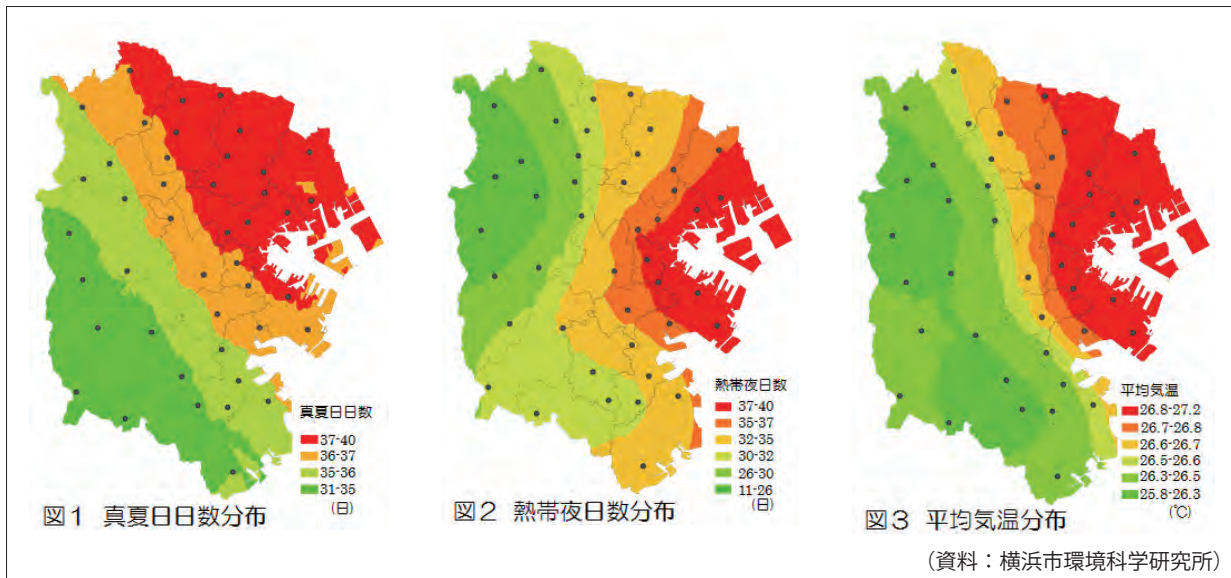 真夏日日数
37-40
36-37
35-36
31-35
(日)
図1 真夏日日数分布
熱帯夜日数
37-40
35-37
32-35
30-32
26-30
11-26
(日)
図2 熱帯夜日数分布
平均気温
26.8-27.2
26.7-26.8
26.6-26.7
26.5-26.6
26.3-26.5
25.8-26.3
(℃)
図3 平均気温分布
（資料：横浜市環境科学研究所）